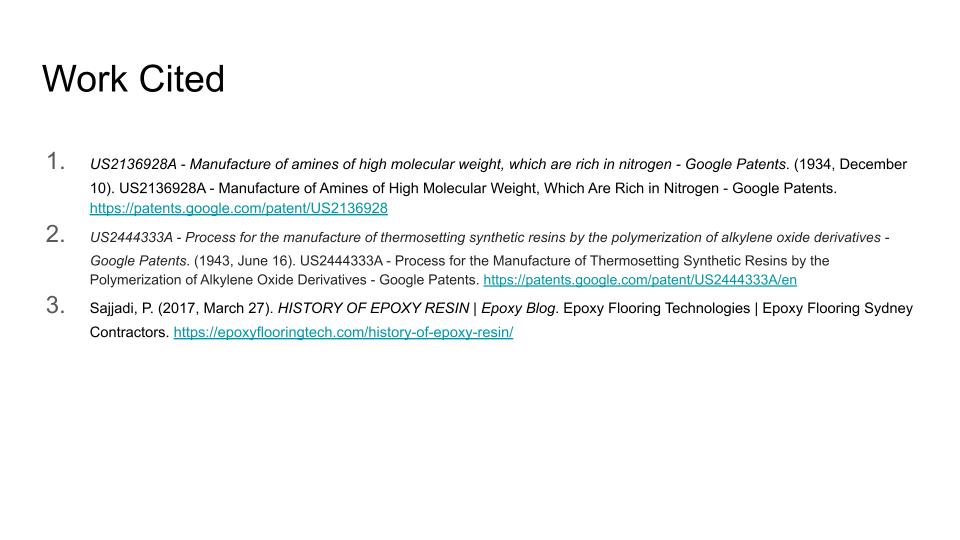 Work Cited
1. US2136928A - Manufacture of amines of high molecular weight, which are rich in nitrogen - Google Patents. (1934, December
10). US2136928A - Manufacture of Amines of High Molecular Weight, Which Are Rich in Nitrogen - Google Patents.
https://patents.google.com/patent/US2136928
2. US2444333A - Process for the manufacture of thermosetting synthetic resins by the polymerization of alkylene oxide derivatives -
Google Patents. (1943, June 16). US2444333A - Process for the Manufacture of Thermosetting Synthetic Resins by the
Polymerization of Alkylene Oxide Derivatives - Google Patents. https://patents.google.com/patent/US2444333A/en
3. Sajjadi, P. (2017, March 27). HISTORY OF EPOXY RESIN | Epoxy Blog. Epoxy Flooring Technologies | Epoxy Flooring Sydney
Contractors. https://epoxyflooringtech.com/history-of-epoxy-resin/